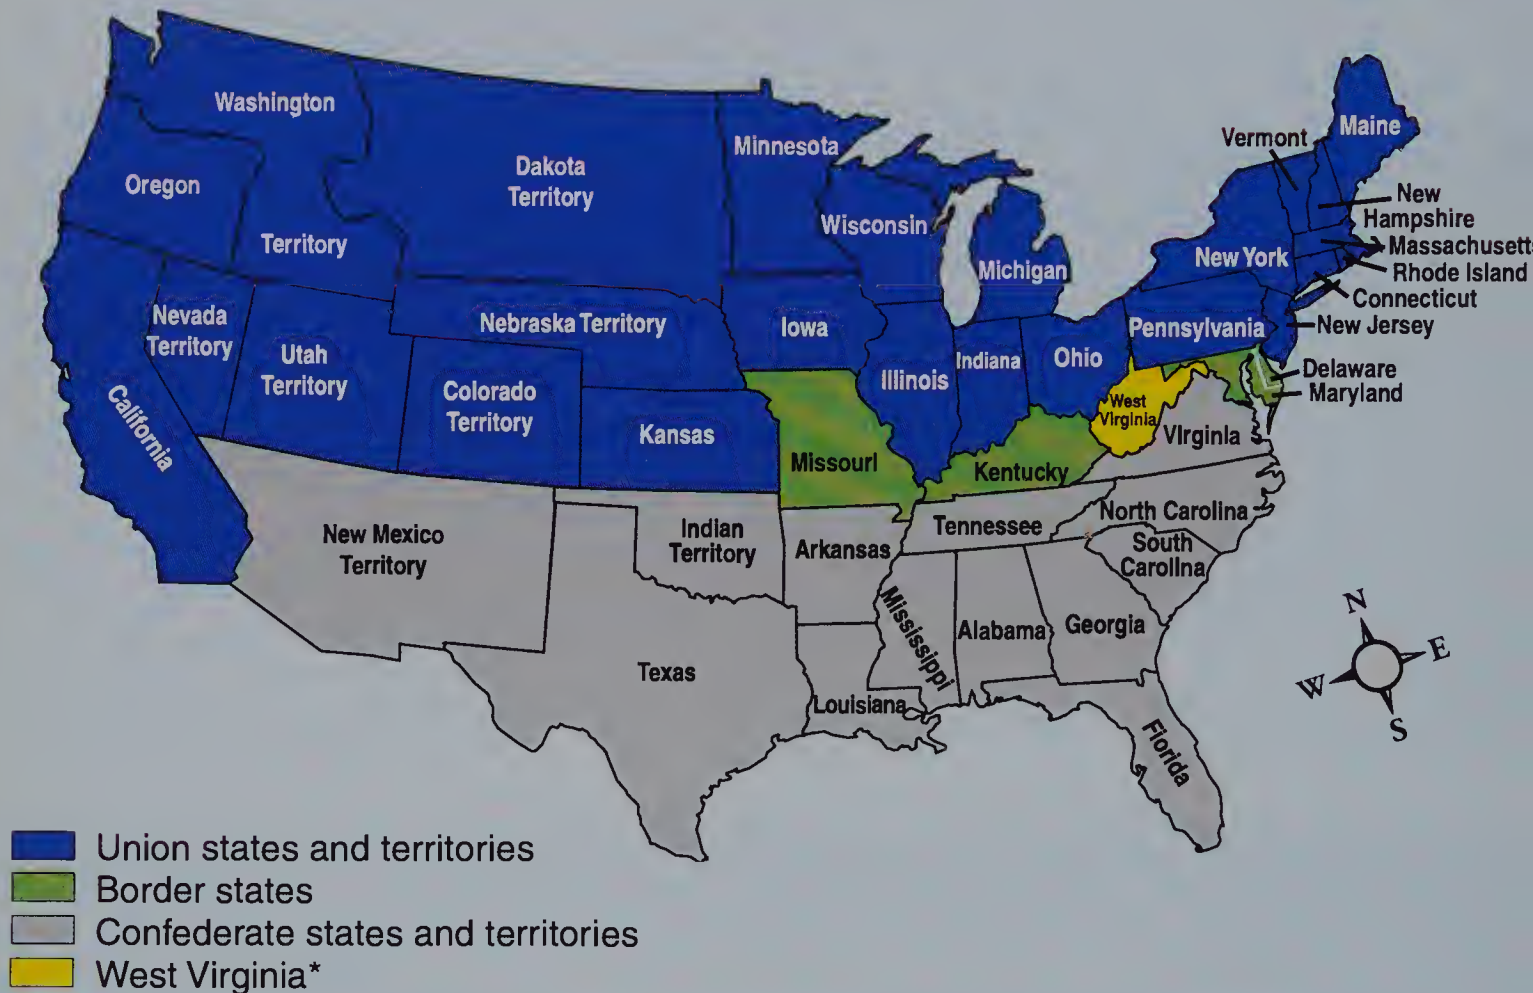 Washington
Territory
Oregon
Dakota
Territory
Minnesota
Wisconsin
Michigan
Vermont
Maine
New
Hampshire
Massachusetts
Rhode Island
Connecticut
New Jersey
New York
Pennsylvania
Delaware
Maryland
Nevada
Territory
Utah
Territory
Nebraska Territory
Iowa
Colorado
Territory
Kansas
Illinois
Indiana
Ohio
California
West
Virginia
Virginia
Missouri
Kentucky
New Mexico
Territory
Indian
Territory
Arkansas
Tennessee
North Carolina
South
Carolina
Mississippi
Alabama
Georgia
Texas
Louisiana
Florida
N
E
W
S
Union states and territories
Border states
Confederate states and territories
West Virginia*